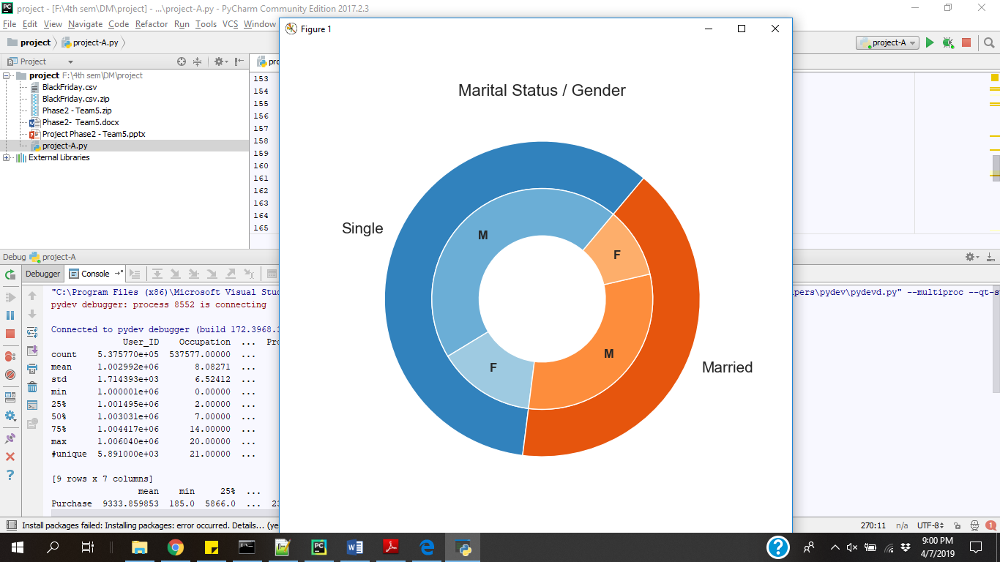 project - [F:\4th sem\DM\project] - ...\project-A.py - PyCharm Community Edition 2017.2.3
File Edit View Navigate Code Refactor Run Tools VCS Window
project project-A.py
project-A
Project
project F:\4th sem\DM\project
BlackFriday.csv
BlackFriday.csv.zip
Phase2 - Team5.zip
Phase2- Team5.docx
Project Phase2 - Team5.pptx
project-A.py
External Libraries
153
154
155
156
157
158
159
160
161
162
163
164
165
Figure 1
Marital Status / Gender
Single
M
F
F
M
Married
Debug project-A
Debugger Console
"C:\Program Files (x86)\Microsoft Visual Stud
pers\pydev\pydevd.py" --multiproc --qt-s
pydev debugger: process 8552 is connecting
Connected to pydev debugger (build 172.3968.3
User_ID Occupation ... Pro
count 5.375770e+05 537577.00000 ...
mean 1.002992e+06 8.08271 ...
std 1.714393e+03 6.52412 ...
min 1.000001e+06 0.00000 ...
25% 1.001495e+06 2.00000 ...
50% 1.003031e+06 7.00000 ...
75% 1.004417e+06 14.00000 ...
max 1.006040e+06 20.00000 ...
#unique 5.891000e+03 21.00000 ...
[9 rows x 7 columns]
mean min 25% ...
Purchase 9333.859853 185.0 5866.0 ... 23
Install packages failed: Installing packages: error occurred. Details... (ye
270:11 n/a UTF-8
1
9:00 PM
4/7/2019